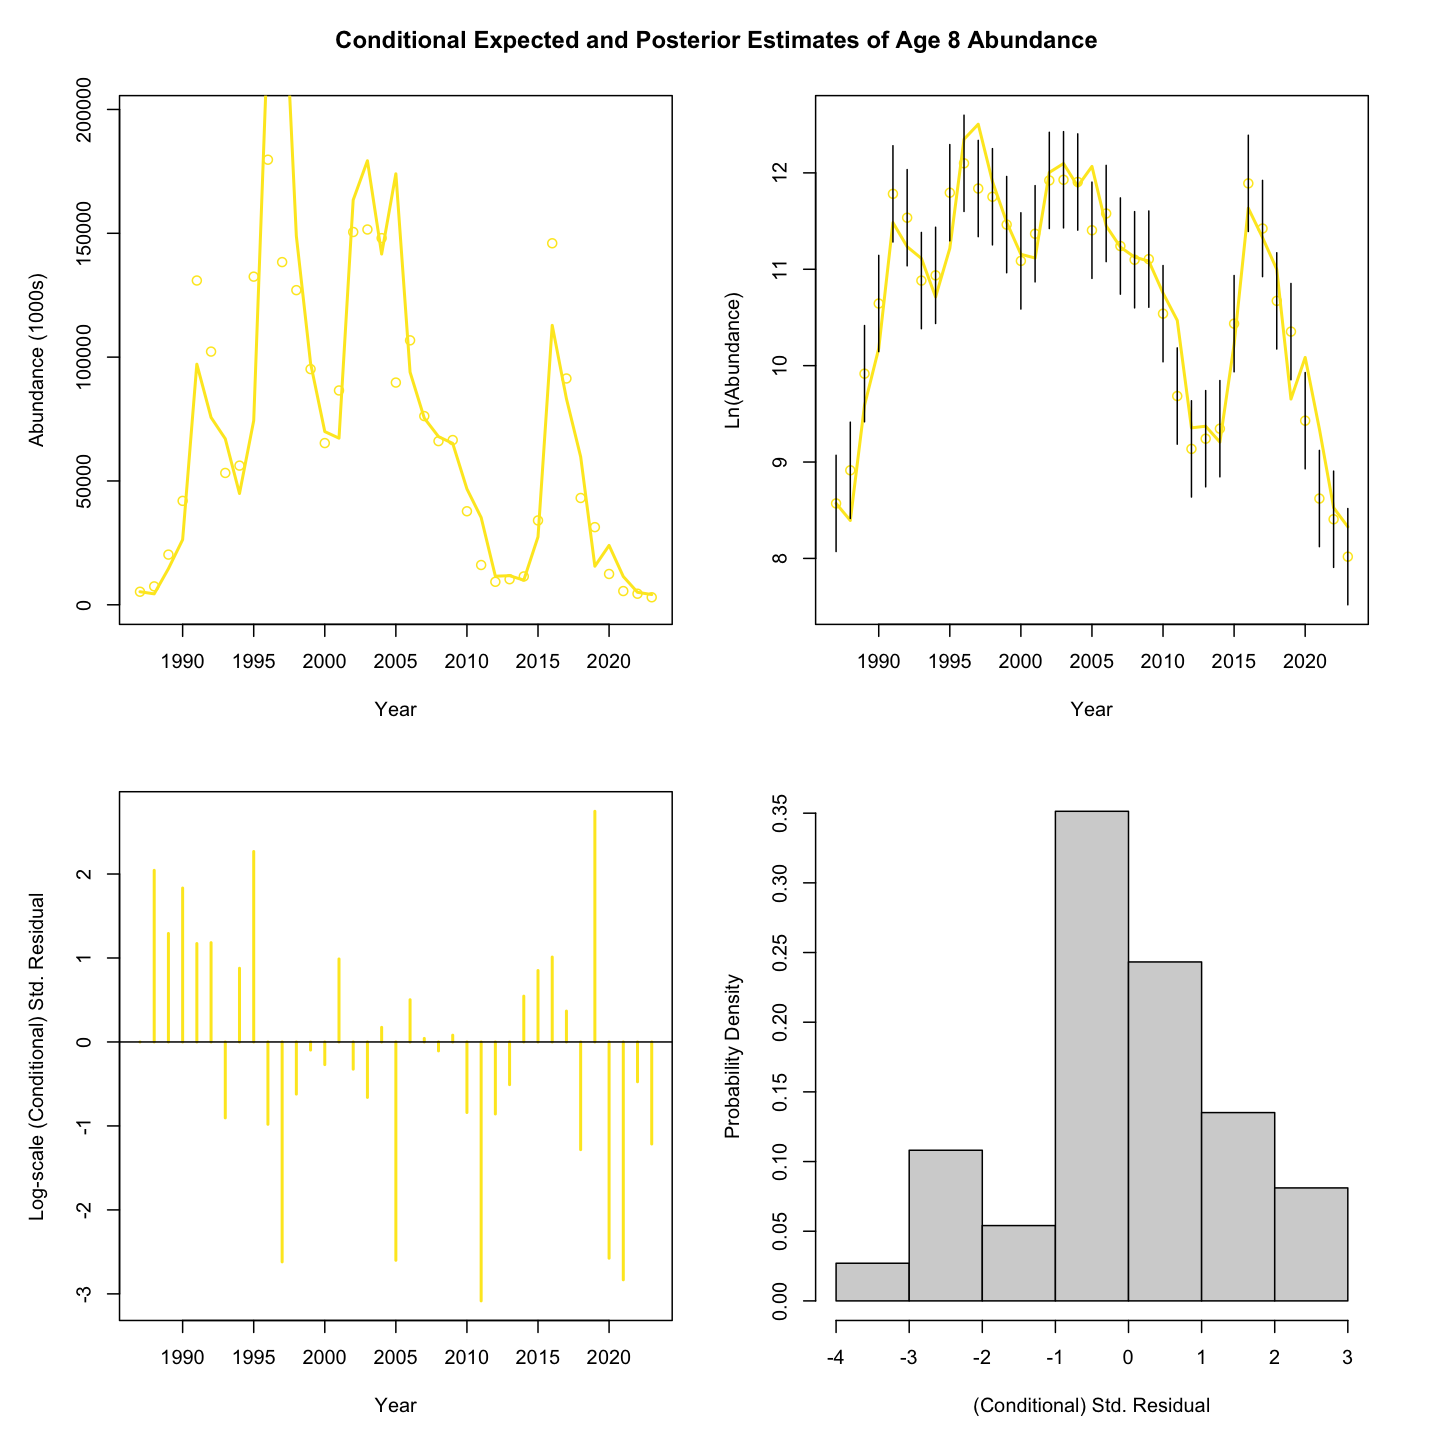 Conditional Expected and Posterior Estimates of Age 8 Abundance
Abundance (1000s)
0 50000 100000 150000 200000
1990 1995 2000 2005 2010 2015 2020
Year
Ln(Abundance)
8 9 10 11 12
1990 1995 2000 2005 2010 2015 2020
Year
Log-scale (Conditional) Std. Residual
-3 -2 -1 0 1 2
1990 1995 2000 2005 2010 2015 2020
Year
Probability Density
0.00 0.05 0.10 0.15 0.20 0.25 0.30 0.35
-4 -3 -2 -1 0 1 2 3
(Conditional) Std. Residual